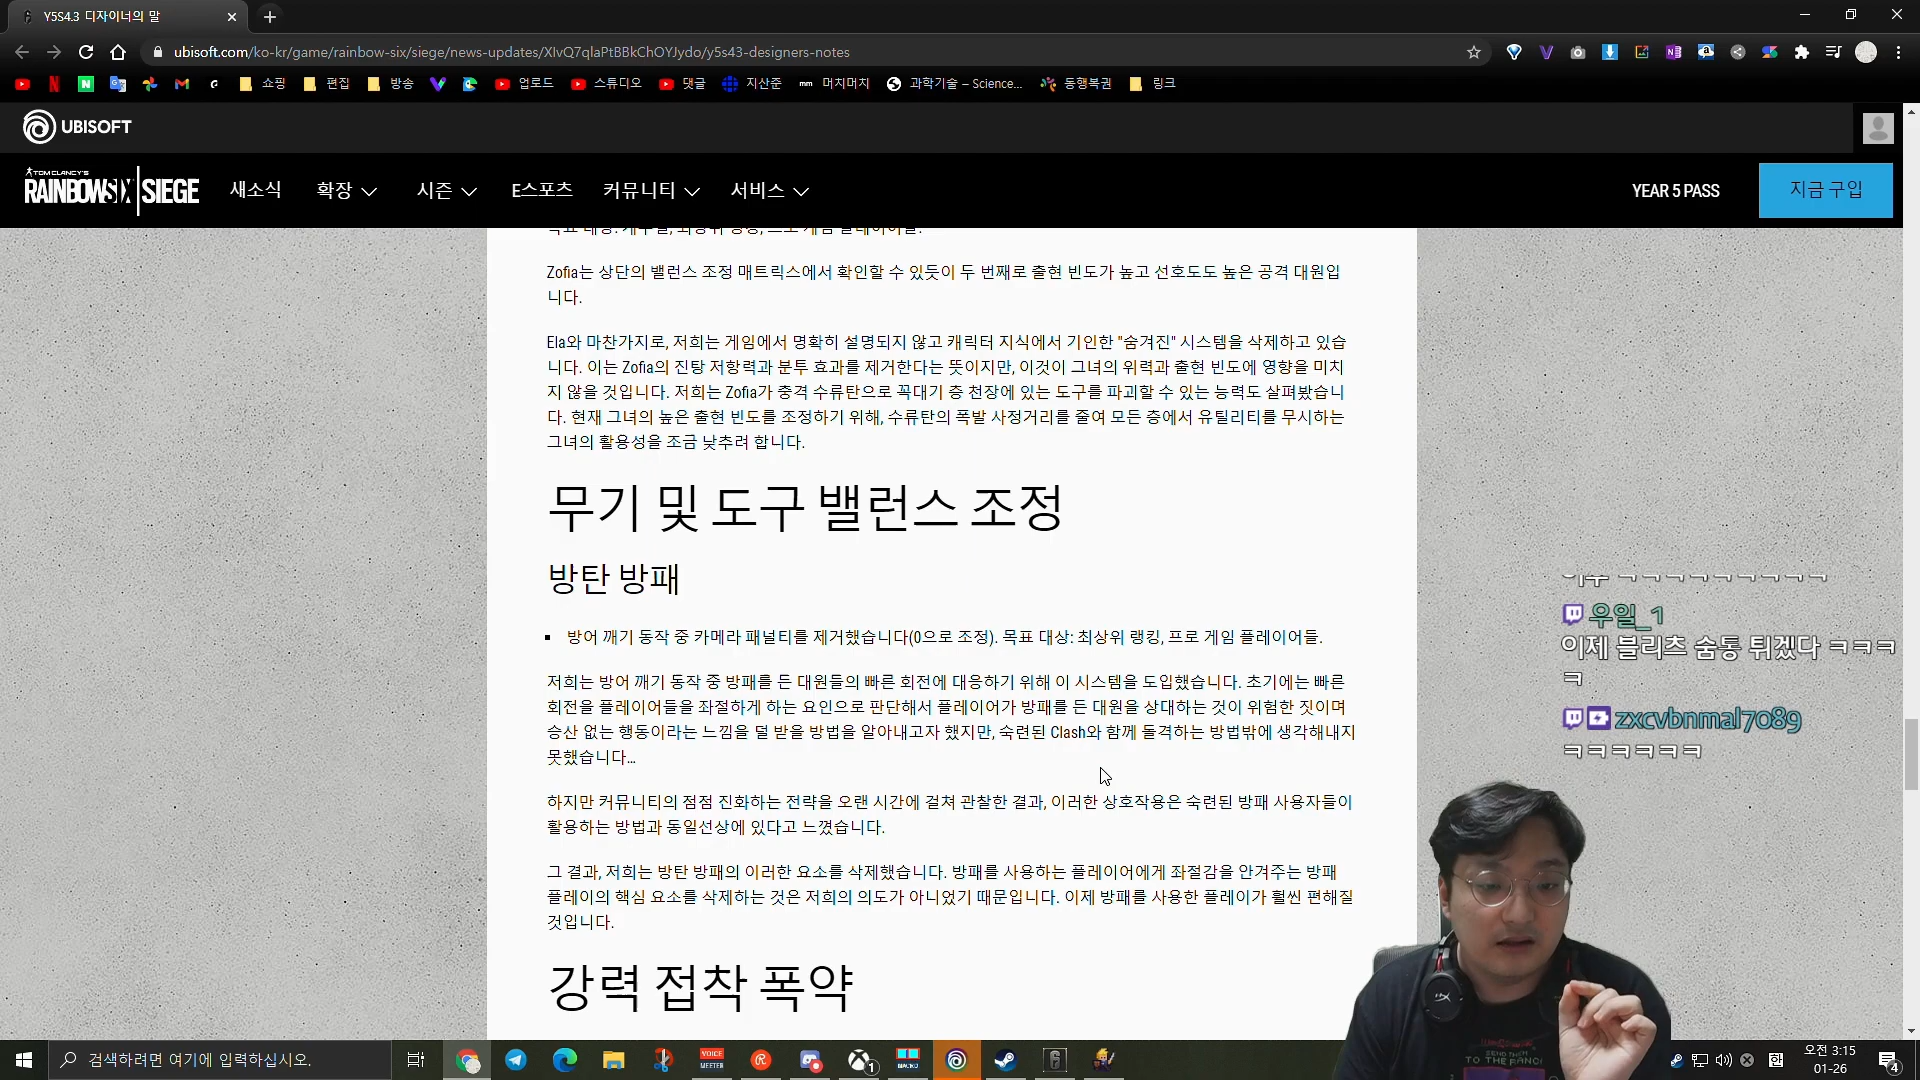 Y5S4.3 디자이너의 말
ubisoft.com/ko-kr/game/rainbow-six/siege/news-updates/XIvQ7qlaPtBBkChOYJydo/y5s43-designers-notes
쇼핑 편집 방송 업로드 스튜디오 댓글 지산준 머치머치 과학기술 – Science... 동행복권 링크
UBISOFT
TOM CLANCY'S
RAINBOW SIX SIEGE 새소식 확장 시즌 E스포츠 커뮤니티 서비스 YEAR 5 PASS 지금 구입
Zofia는 상단의 밸런스 조정 매트릭스에서 확인할 수 있듯이 두 번째로 출현 빈도가 높고 선호도도 높은 공격 대원입
니다.
Ela와 마찬가지로, 저희는 게임에서 명확히 설명되지 않고 캐릭터 지식에서 기인한 "숨겨진" 시스템을 삭제하고 있습
니다. 이는 Zofia의 진탕 저항력과 분투 효과를 제거한다는 뜻이지만, 이것이 그녀의 위력과 출현 빈도에 영향을 미치
지 않을 것입니다. 저희는 Zofia가 충격 수류탄으로 꼭대기 층 천장에 있는 도구를 파괴할 수 있는 능력도 살펴봤습니
다. 현재 그녀의 높은 출현 빈도를 조정하기 위해, 수류탄의 폭발 사정거리를 줄여 모든 층에서 유틸리티를 무시하는
그녀의 활용성을 조금 낮추려 합니다.
무기 및 도구 밸런스 조정
방탄 방패
▪ 방어 깨기 동작 중 카메라 패널티를 제거했습니다(0으로 조정). 목표 대상: 최상위 랭킹, 프로 게임 플레이어들.
저희는 방어 깨기 동작 중 방패를 든 대원들의 빠른 회전에 대응하기 위해 이 시스템을 도입했습니다. 초기에는 빠른
회전을 플레이어들을 좌절하게 하는 요인으로 판단해서 플레이어가 방패를 든 대원을 상대하는 것이 위험한 짓이며
승산 없는 행동이라는 느낌을 덜 받을 방법을 알아내고자 했지만, 숙련된 Clash와 함께 돌격하는 방법밖에 생각해내지
못했습니다...
하지만 커뮤니티의 점점 진화하는 전략을 오랜 시간에 걸쳐 관찰한 결과, 이러한 상호작용은 숙련된 방패 사용자들이
활용하는 방법과 동일선상에 있다고 느꼈습니다.
그 결과, 저희는 방탄 방패의 이러한 요소를 삭제했습니다. 방패를 사용하는 플레이어에게 좌절감을 안겨주는 방패
플레이의 핵심 요소를 삭제하는 것은 저희의 의도가 아니었기 때문입니다. 이제 방패를 사용한 플레이가 훨씬 편해질
것입니다.
강력 접착 폭약
우일_1
이제 블리츠 숨통 튀겠다 ㅋㅋㅋ
ㅋ
zxcvbnmal7089
ㅋㅋㅋㅋㅋㅋ
검색하려면 여기에 입력하십시오.
VOICE
MEETER
MACRO
1
한
오전 3:15
01-26
4